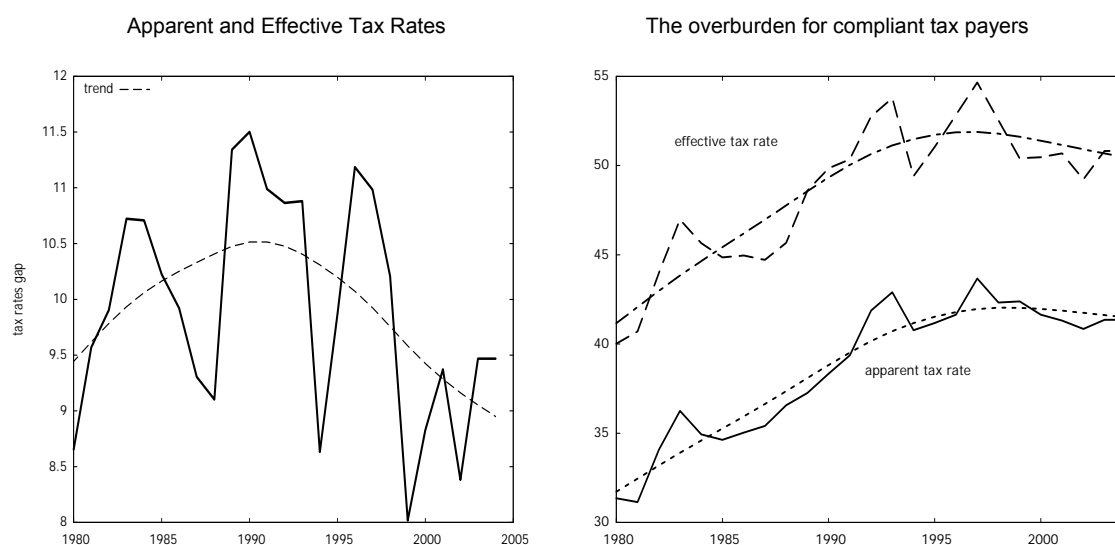 Apparent and Effective Tax Rates
12
11.5
11
10.5
10
9.5
9
8.5
8
tax rates gap
trend
1980 1985 1990 1995 2000 2005
The overburden for compliant tax payers
55
50
45
40
35
30
effective tax rate
apparent tax rate
1980 1985 1990 1995 2000